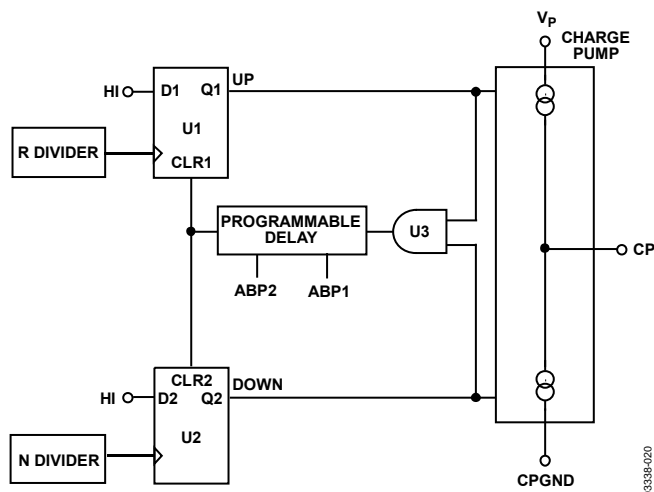 VP
CHARGE
PUMP
HI
D1
Q1
UP
U1
R DIVIDER
CLR1
PROGRAMMABLE
DELAY
U3
CP
ABP2
ABP1
CLR2
DOWN
HI
D2
Q2
U2
N DIVIDER
CPGND
03338-020